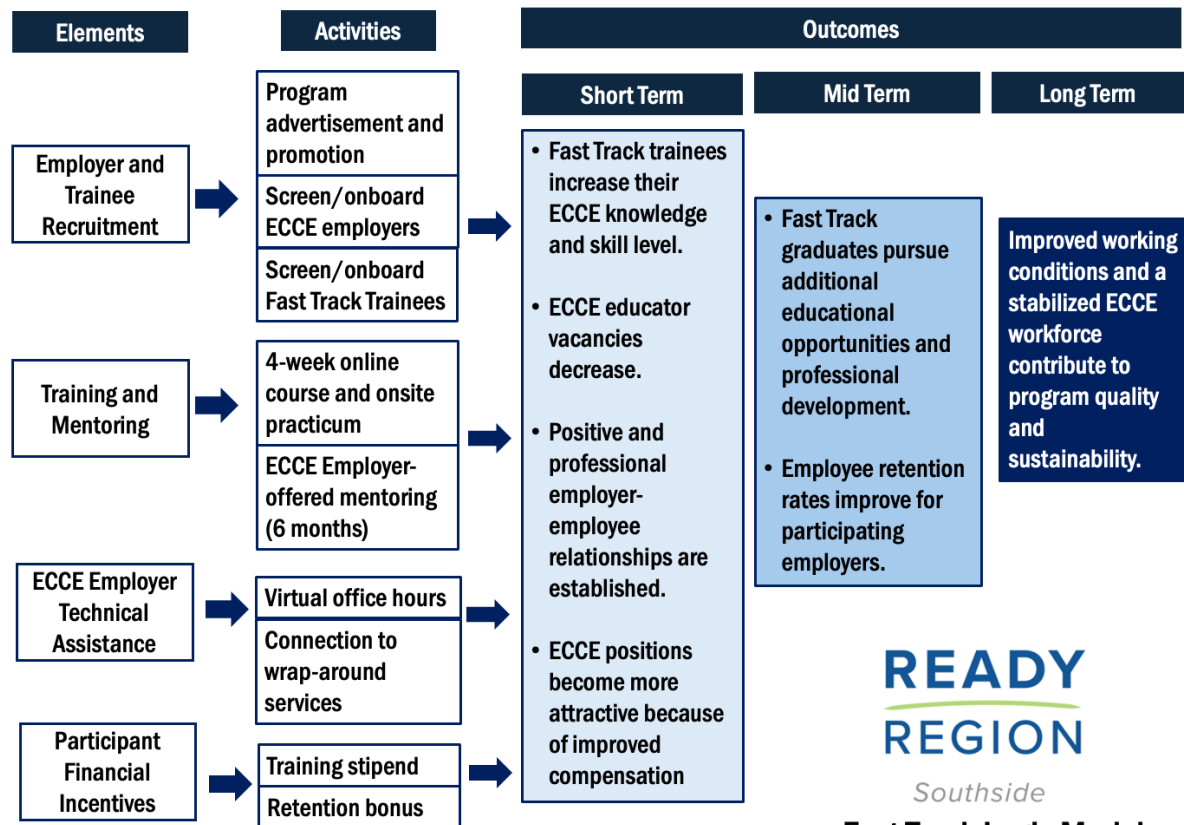 Elements
Activities
Outcomes
Short Term
Mid Term
Long Term
Employer and
Trainee
Recruitment
Program
advertisement and
promotion
Screen/onboard
ECCE employers
Screen/onboard
Fast Track Trainees
Training and
Mentoring
4-week online
course and onsite
practicum
ECCE Employer-
offered mentoring
(6 months)
ECCE Employer
Technical
Assistance
Virtual office hours
Connection to
wrap-around
services
Participant
Financial
Incentives
Training stipend
Retention bonus
• Fast Track trainees
increase their
ECCE knowledge
and skill level.
• ECCE educator
vacancies
decrease.
• Positive and
professional
employer-
employee
relationships are
established.
• ECCE positions
become more
attractive because
of improved
compensation
• Fast Track
graduates pursue
additional
educational
opportunities and
professional
development.
• Employee retention
rates improve for
participating
employers.
Improved working
conditions and a
stabilized ECCE
workforce
contribute to
program quality
and
sustainability.
READY
REGION
Southside
Fast Track Logic Model